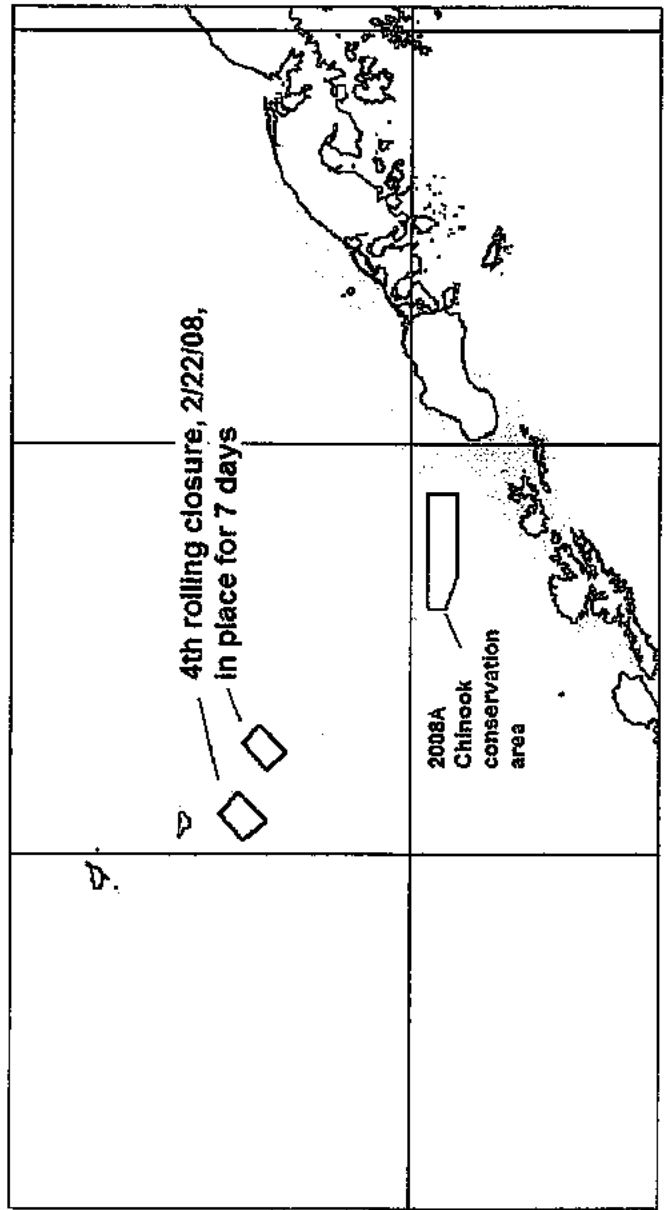 4th rolling closure, 2/22/08,
in place for 7 days
2008A
Chinook
conservation
area